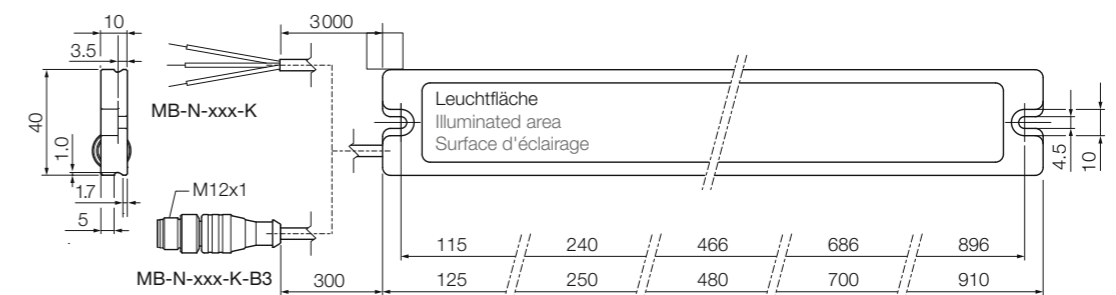 10
3000
3.5
MB-N-xxx-K
Leuchtfläche
Illuminated area
Surface d'éclairage
40
1.0
4.5
10
1.7
M12x1
5
115 240 466 686 896
MB-N-xxx-K-B3
300
125 250 480 700 910